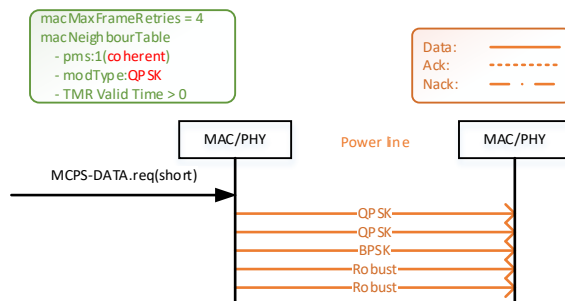 macMaxFrameRetries = 4
macNeighbourTable
- pms:1(coherent)
- modType:QPSK
- TMR Valid Time > 0
Data:
Ack:
Nack:
MAC/PHY
Power line
MAC/PHY
MCPS-DATA.req(short)
QPSK
QPSK
BPSK
Robust
Robust